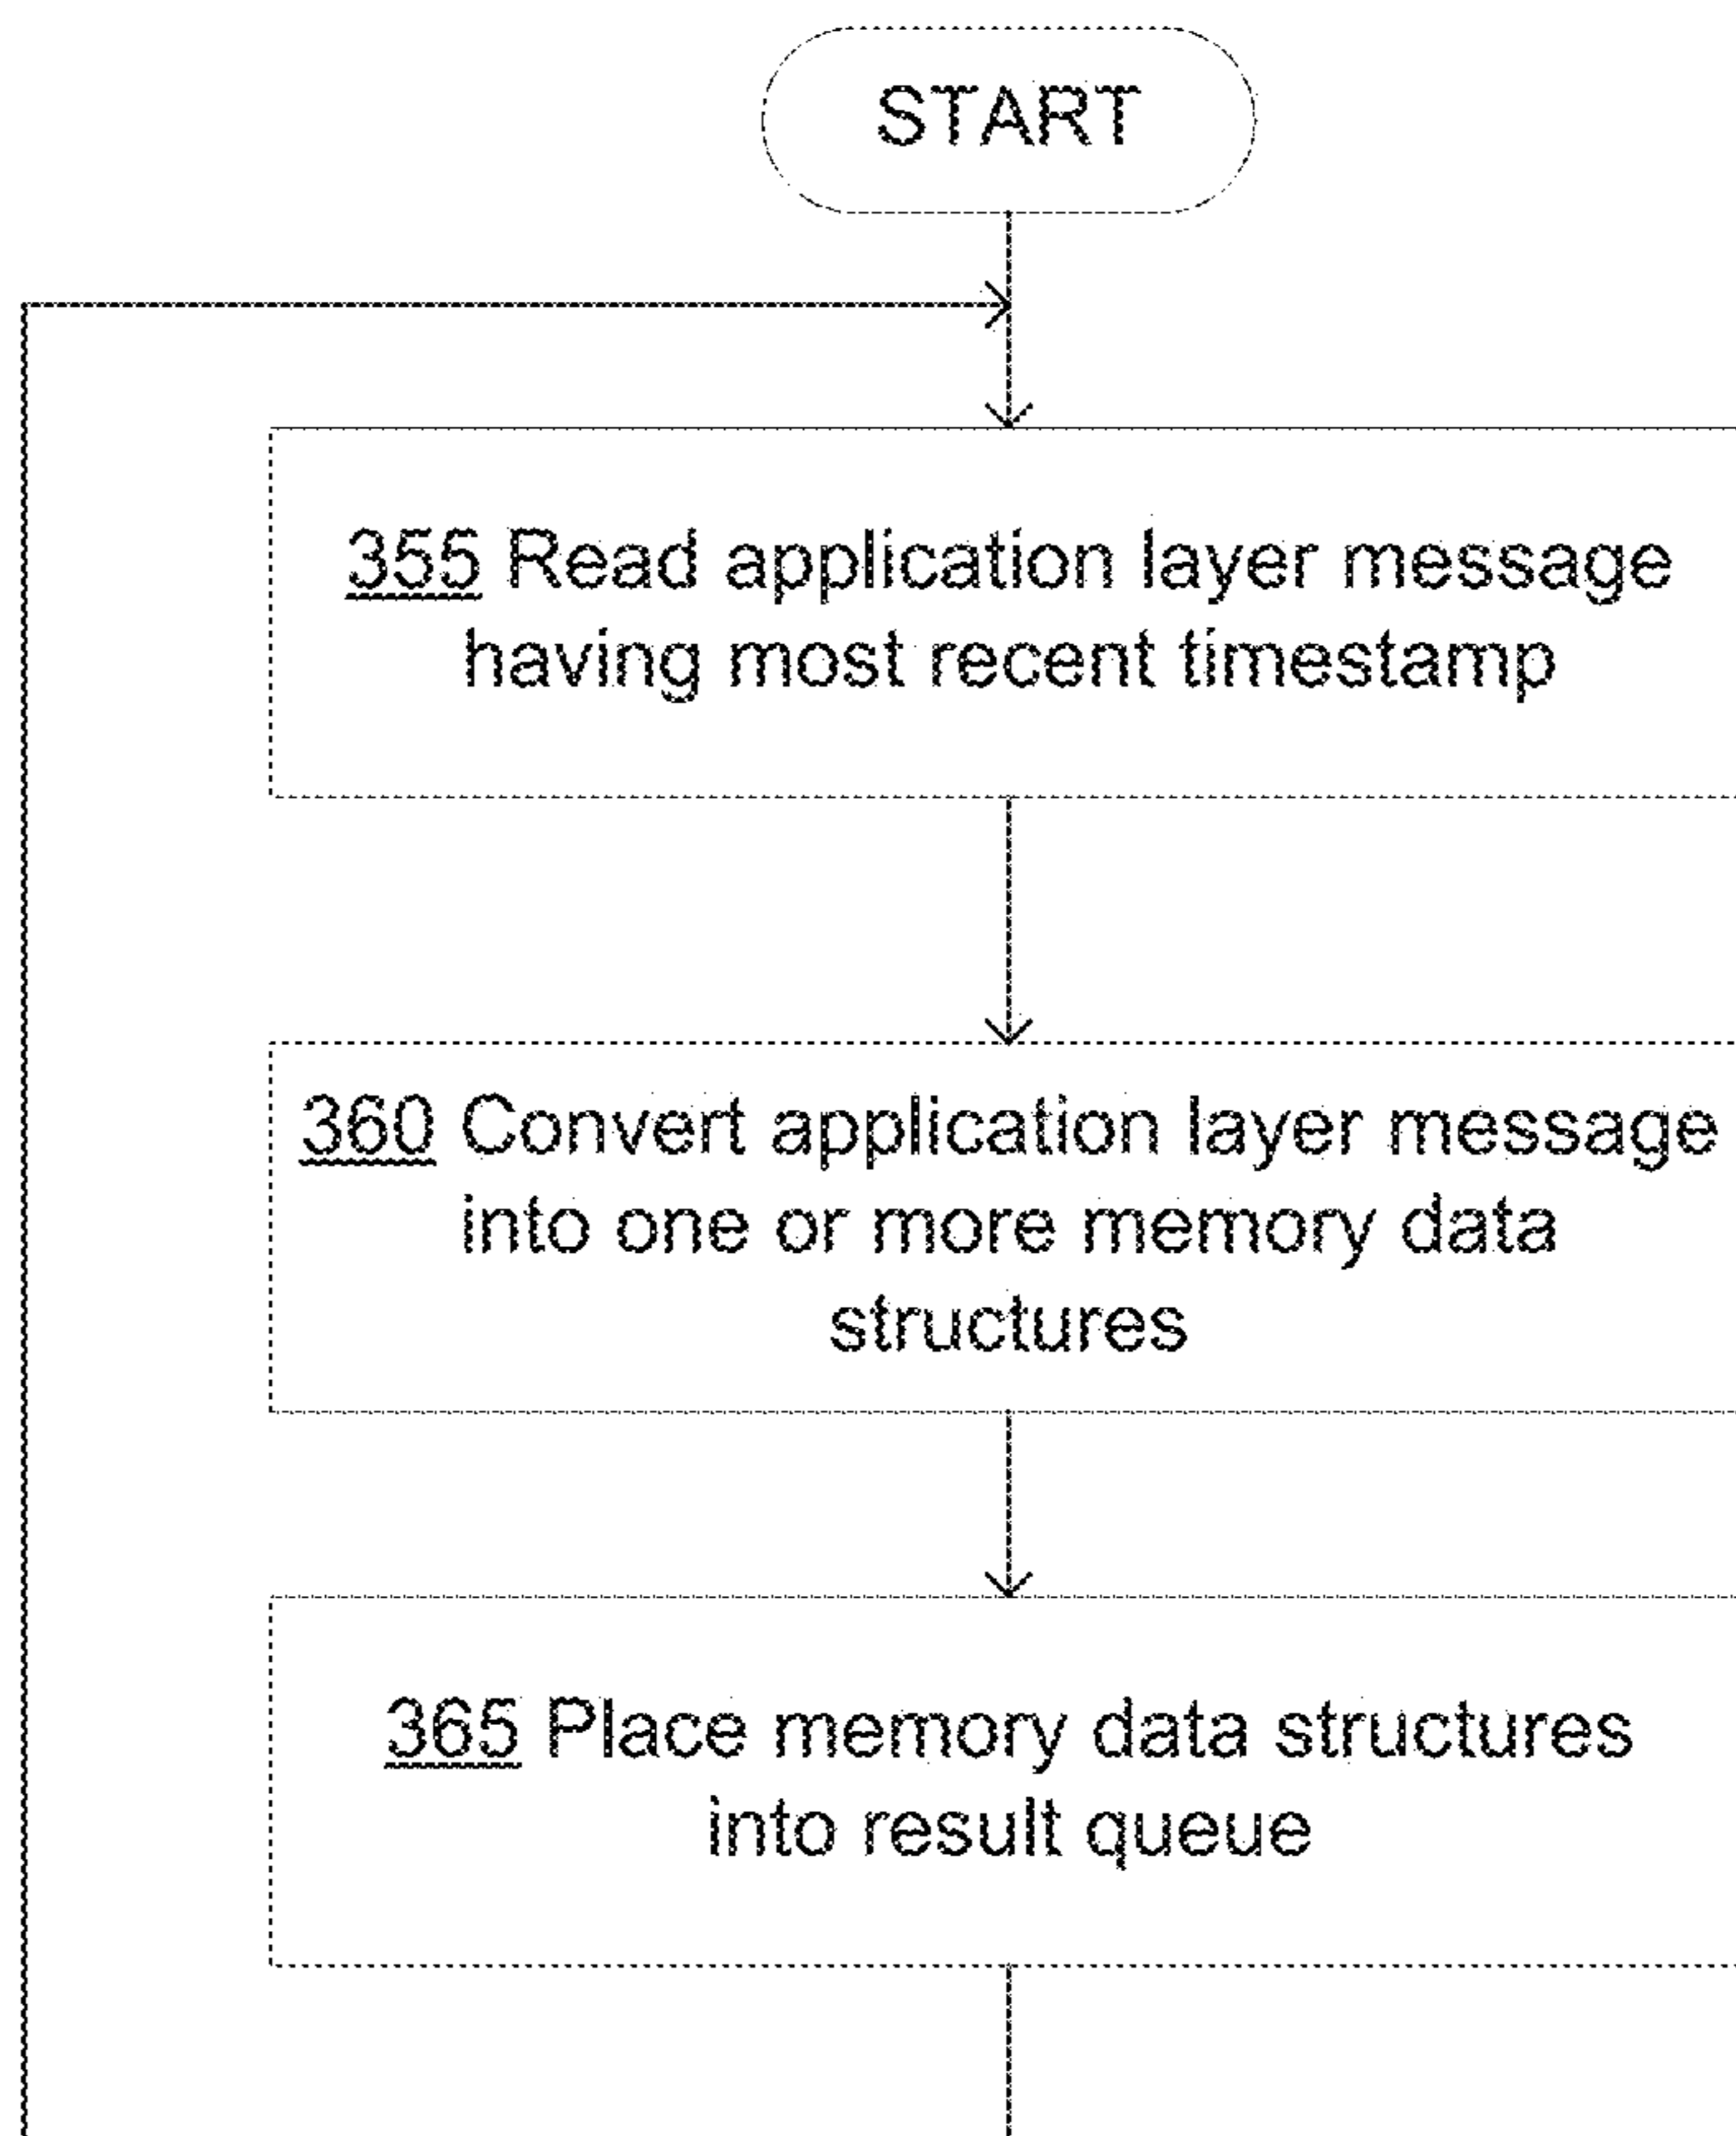 START
355 Read application layer message
having most recent timestamp
360 Convert application layer message
into one or more memory data
structures
365 Place memory data structures
into result queue